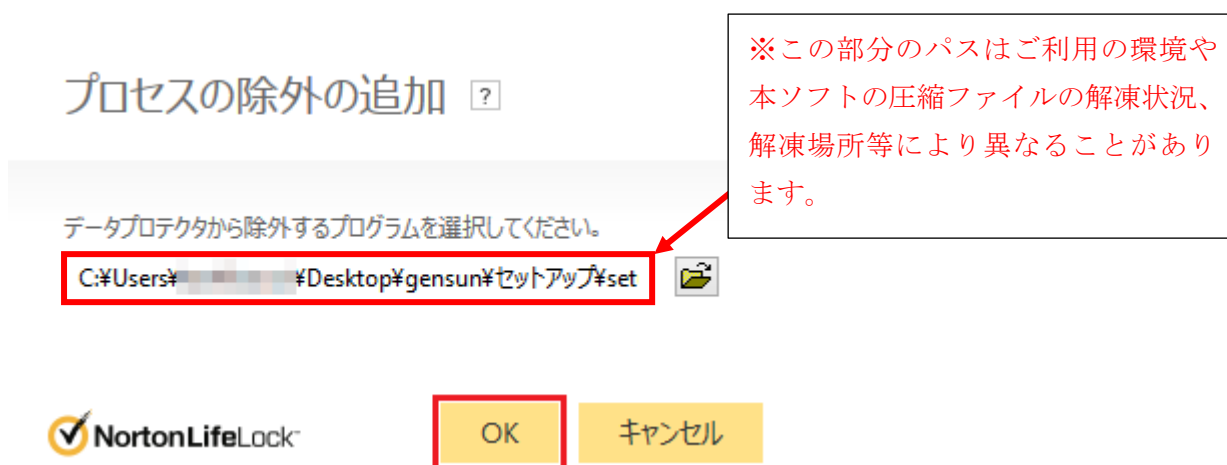 ※この部分のパスはご利用の環境や
本ソフトの圧縮ファイルの解凍状況、
解凍場所等により異なることがあり
ます。
プロセスの除外の追加 ?
データプロテクタから除外するプログラムを選択してください。
C:¥Users¥ ¥Desktop¥gensun¥セットアップ¥set
NortonLifeLock
OK
キャンセル